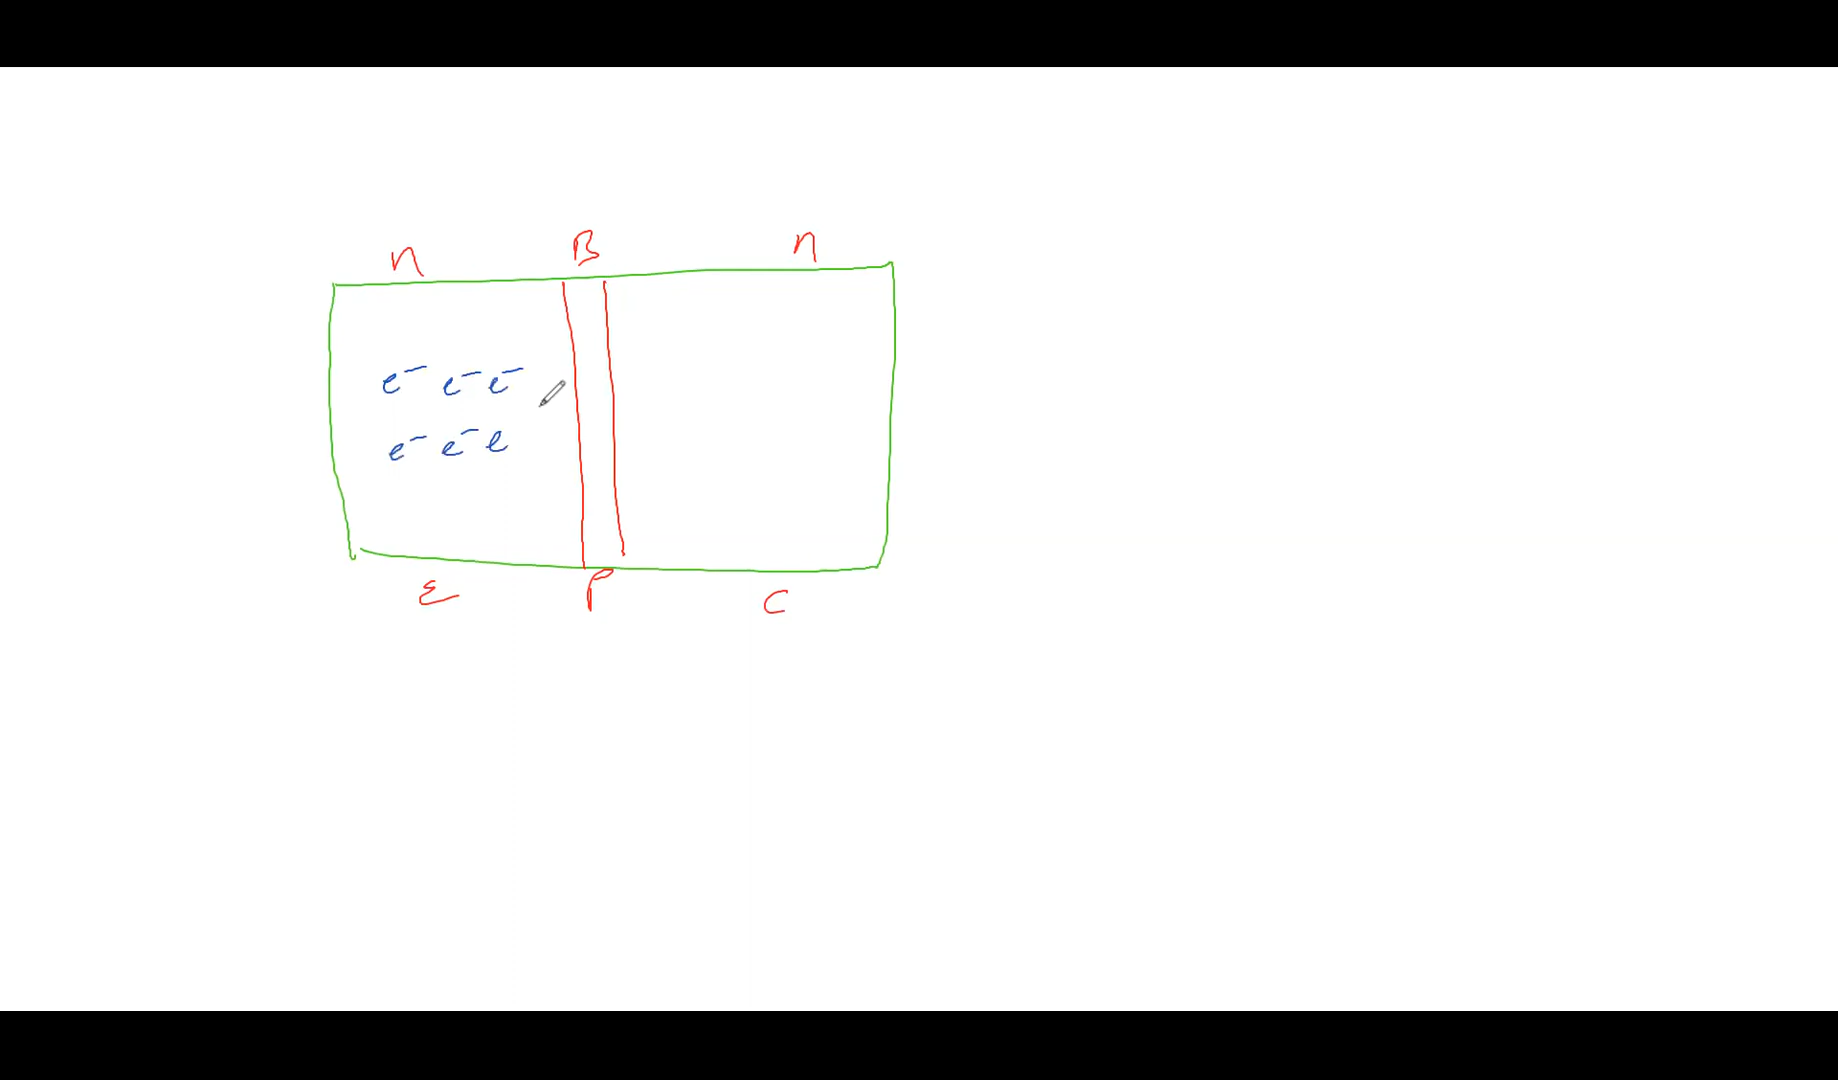 n B n
e⁻ e⁻ e⁻
e⁻ e⁻ e
E P C